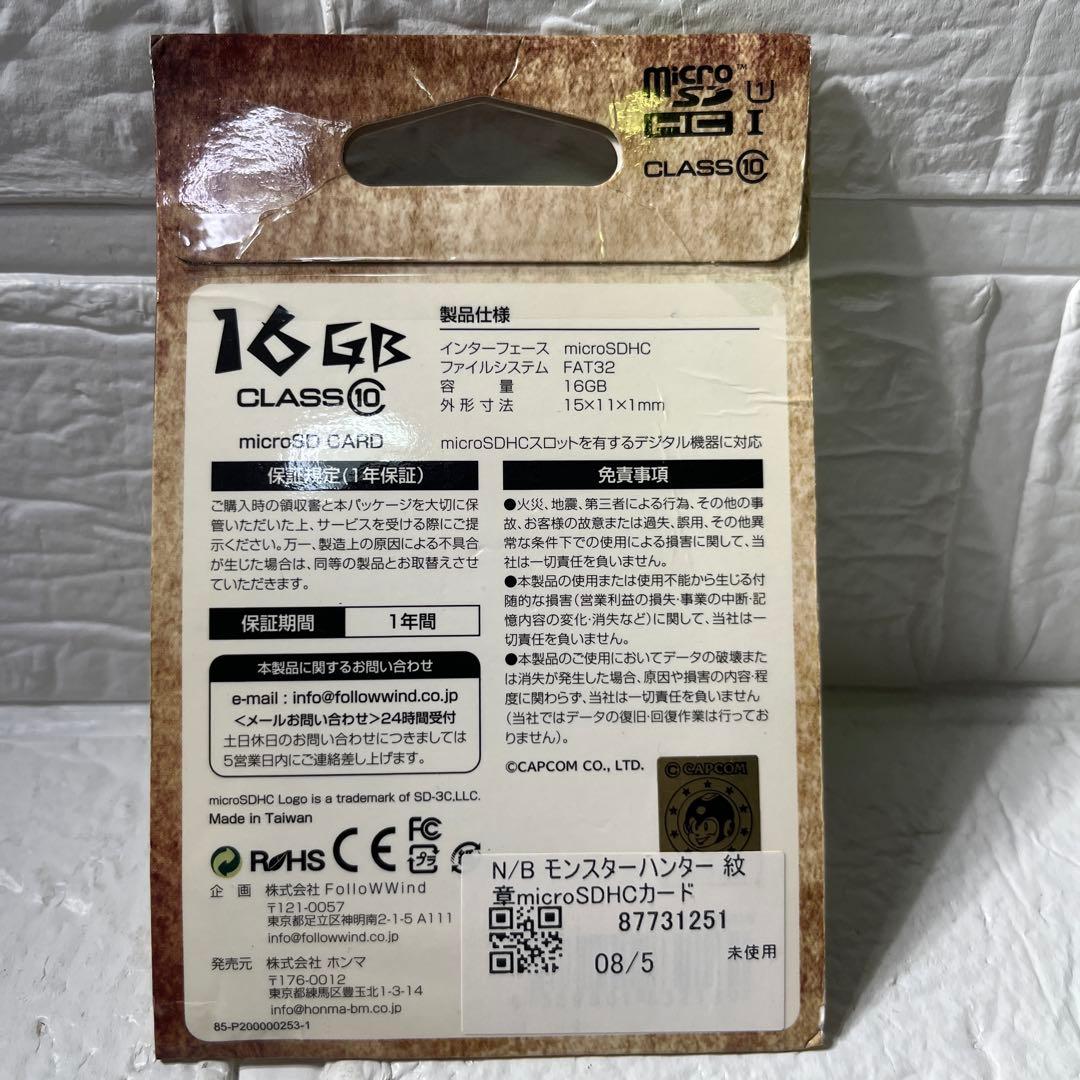 micro SD HC I
CLASS 10
16GB
CLASS 10
microSD CARD
製品仕様
インターフェース microSDHC
ファイルシステム FAT32
容量 16GB
外形寸法 15×11×1mm
microSDHCスロットを有するデジタル機器に対応
保証規定(1年保証)
ご購入時の領収書と本パッケージを大切に保
管いただいた上、サービスを受ける際にご提
示ください。万一、製造上の原因による不具合
が生じた場合は、同等の製品とお取替えさせ
ていただきます。
保証期間 1年間
本製品に関するお問い合わせ
e-mail : info@followwind.co.jp
<メールお問い合わせ>24時間受付
土日休日のお問い合わせにつきましては
5営業日内にご連絡差し上げます。
免責事項
●火災、地震、第三者による行為、その他の事
故、お客様の故意または過失、誤用、その他異
常な条件下での使用による損害に関して、当
社は一切責任を負いません。
●本製品の使用または使用不能から生じる付
随的な損害(営業利益の損失·事業の中断·記
憶内容の変化·消失など)に関して、当社は一
切責任を負いません。
●本製品のご使用においてデータの破壊また
は消失が発生した場合、原因や損害の内容·程
度に関わらず、当社は一切責任を負いません
(当社ではデータの復旧·回復作業は行ってお
りません)。
©CAPCOM CO., LTD.
© CAPCOM
microSDHC Logo is a trademark of SD-3C,LLC.
Made in Taiwan
RoHS CE FC プラ
企画 株式会社 FolloWWind
〒121-0057
東京都足立区神明南2-1-5 A111
info@followwind.co.jp
発売元 株式会社 ホンマ
〒176-0012
東京都練馬区豊玉北1-3-14
info@honma-bm.co.jp
85-P200000253-1
N/B モンスターハンター 紋
章microSDHCカード
87731251
08/5
未使用